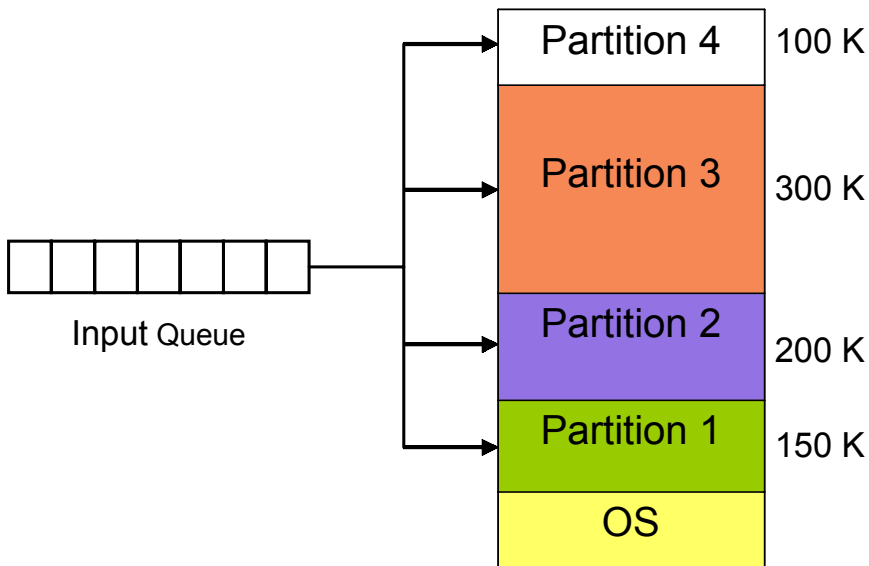 Partition 4
100 K
Partition 3
300 K
Input Queue
Partition 2
200 K
Partition 1
150 K
OS